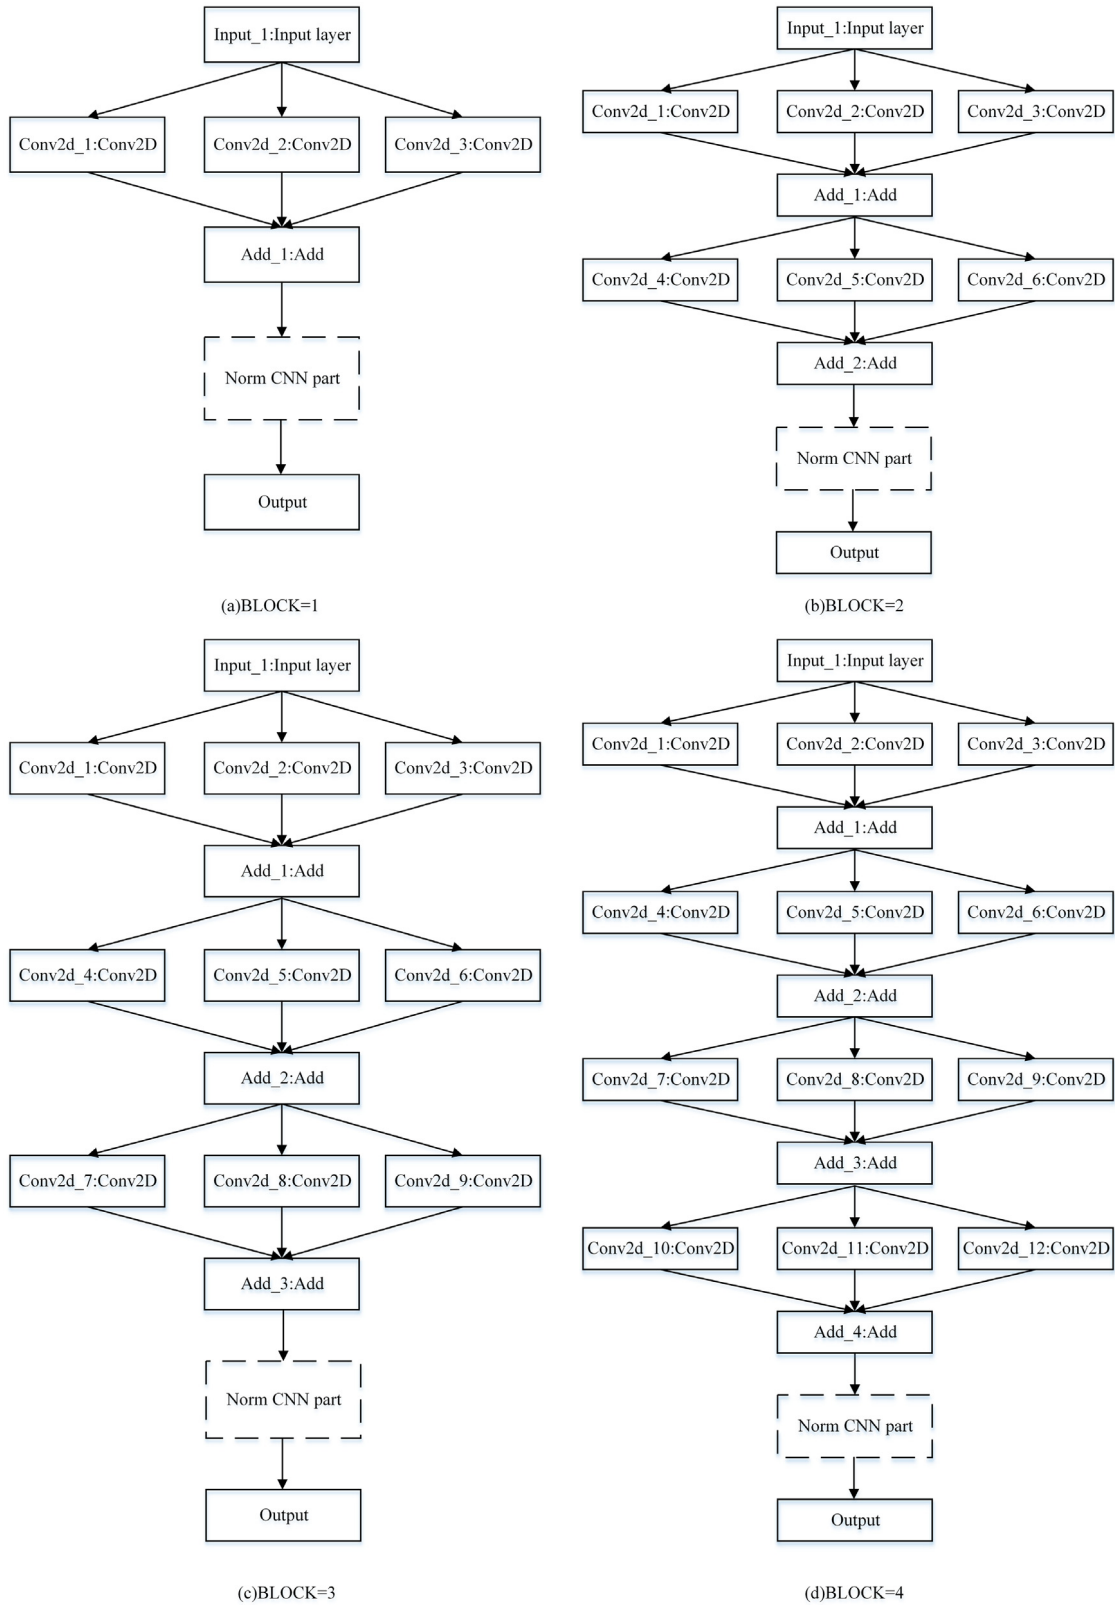 Input_1:Input layer
Conv2d_1:Conv2D
Conv2d_2:Conv2D
Conv2d_3:Conv2D
Add_1:Add
Norm CNN part
Output
(a)BLOCK=1
Input_1:Input layer
Conv2d_1:Conv2D
Conv2d_2:Conv2D
Conv2d_3:Conv2D
Add_1:Add
Conv2d_4:Conv2D
Conv2d_5:Conv2D
Conv2d_6:Conv2D
Add_2:Add
Norm CNN part
Output
(b)BLOCK=2
Input_1:Input layer
Conv2d_1:Conv2D
Conv2d_2:Conv2D
Conv2d_3:Conv2D
Add_1:Add
Conv2d_4:Conv2D
Conv2d_5:Conv2D
Conv2d_6:Conv2D
Add_2:Add
Conv2d_7:Conv2D
Conv2d_8:Conv2D
Conv2d_9:Conv2D
Add_3:Add
Norm CNN part
Output
(c)BLOCK=3
Input_1:Input layer
Conv2d_1:Conv2D
Conv2d_2:Conv2D
Conv2d_3:Conv2D
Add_1:Add
Conv2d_4:Conv2D
Conv2d_5:Conv2D
Conv2d_6:Conv2D
Add_2:Add
Conv2d_7:Conv2D
Conv2d_8:Conv2D
Conv2d_9:Conv2D
Add_3:Add
Conv2d_10:Conv2D
Conv2d_11:Conv2D
Conv2d_12:Conv2D
Add_4:Add
Norm CNN part
Output
(d)BLOCK=4